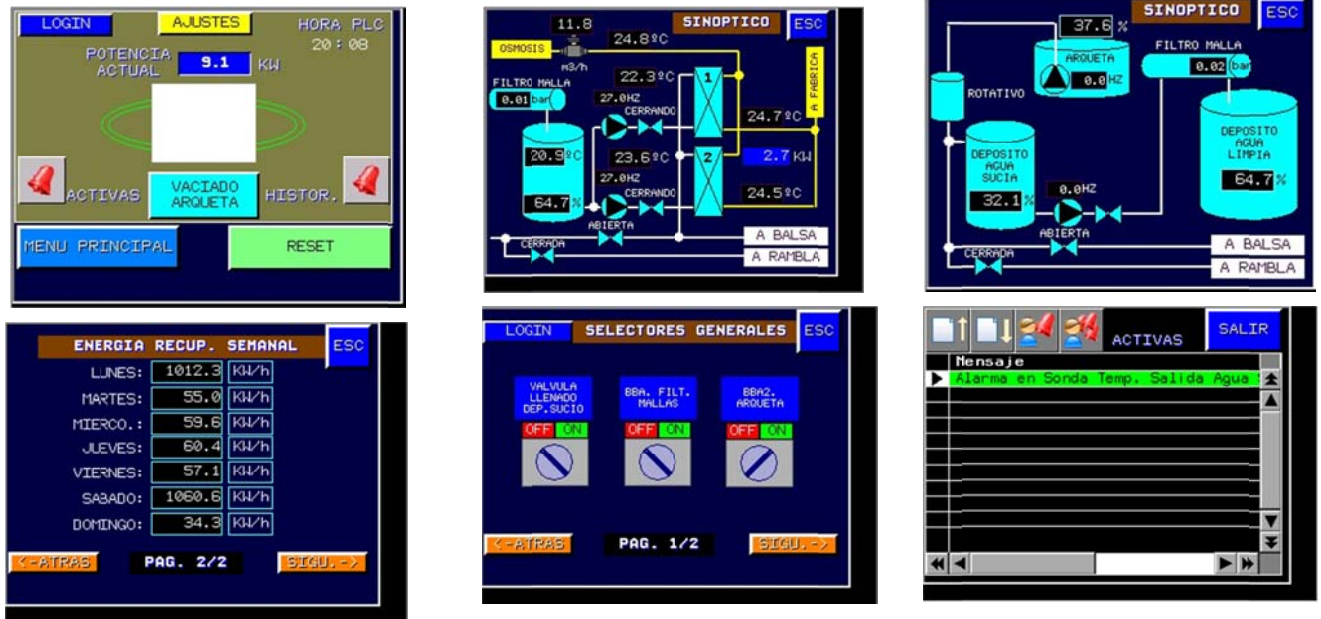 LOGIN
AJUSTES
HORA PLC
20:08
POTENCIA
ACTUAL
9.1
KW
ACTIVAS
VACIADO
ARQUETA
HISTOR.
MENU PRINCIPAL
RESET
11.8
SINOPTICO
ESC
OSMOSIS
24.8ºC
m3/h
22.3ºC
1
A FABRICA
FILTRO MALLA
0.01 bar
27.0HZ
CERRANDO
24.7ºC
20.9ºC
23.6ºC
2
2.7 KW
27.0HZ
64.7%
CERRANDO
24.5ºC
ABIERTA
A BALSA
CERRADA
A RAMBLA
SINOPTICO
ESC
37.6 %
ARQUETA
FILTRO MALLA
0.0 HZ
0.02 bar
ROTATIVO
DEPOSITO
AGUA
LIMPIA
DEPOSITO
AGUA
SUCIA
64.7 %
32.1 %
0.0HZ
ABIERTA
A BALSA
CERRADA
A RAMBLA
ENERGIA RECUP. SEMANAL
ESC
LUNES: 1012.3 KW/h
MARTES: 55.0 KW/h
MIERCO.: 59.6 KW/h
JUEVES: 60.4 KW/h
VIERNES: 57.1 KW/h
SABADO: 1060.6 KW/h
DOMINGO: 34.3 KW/h
<-ATRAS
PAG. 2/2
SIGU.->
LOGIN
SELECTORES GENERALES
ESC
VALVULA
LLENADO
DEP.SUCIO
BBA. FILT.
MALLAS
BBA2.
ARQUETA
OFF ON
OFF ON
OFF ON
<-ATRAS
PAG. 1/2
SIGU.->
ACTIVAS
SALIR
Mensaje
Alarma en Sonda Temp. Salida Agua